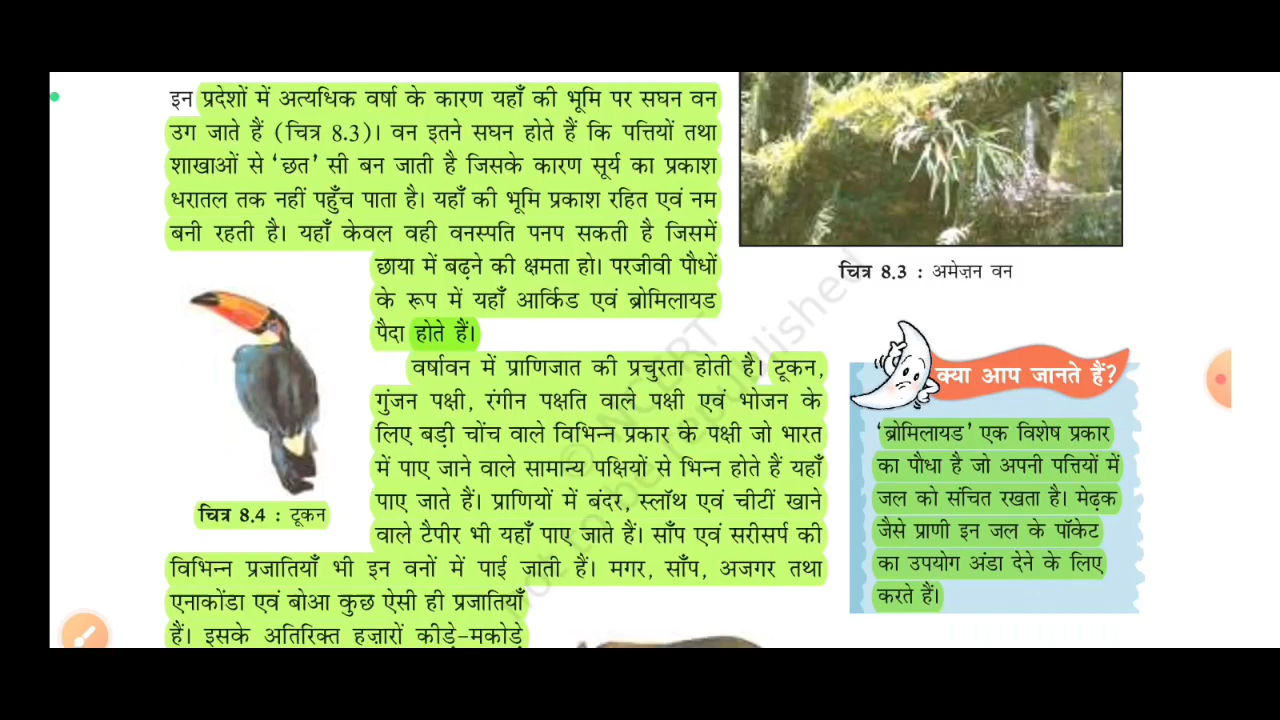 इन प्रदेशों में अत्यधिक वर्षा के कारण यहाँ की भूमि पर सघन वन
उग जाते हैं (चित्र 8.3)। वन इतने सघन होते हैं कि पत्तियों तथा
शाखाओं से ‘छत’ सी बन जाती है जिसके कारण सूर्य का प्रकाश
धरातल तक नहीं पहुँच पाता है। यहाँ की भूमि प्रकाश रहित एवं नम
बनी रहती है। यहाँ केवल वही वनस्पति पनप सकती है जिसमें
छाया में बढ़ने की क्षमता हो। परजीवी पौधों
के रूप में यहाँ आर्किड एवं ब्रोमिलायड
पैदा होते हैं।
वर्षावन में प्राणिजात की प्रचुरता होती है। टूकन,
गुंजन पक्षी, रंगीन पक्षति वाले पक्षी एवं भोजन के
लिए बड़ी चोंच वाले विभिन्न प्रकार के पक्षी जो भारत
में पाए जाने वाले सामान्य पक्षियों से भिन्न होते हैं यहाँ
पाए जाते हैं। प्राणियों में बंदर, स्लॉथ एवं चीटीं खाने
वाले टैपीर भी यहाँ पाए जाते हैं। साँप एवं सरीसर्प की
विभिन्न प्रजातियाँ भी इन वनों में पाई जाती हैं। मगर, साँप, अजगर तथा
एनाकोंडा एवं बोआ कुछ ऐसी ही प्रजातियाँ
हैं। इसके अतिरिक्त हज़ारों कीड़े-मकोड़े
चित्र 8.4 : टूकन
चित्र 8.3 : अमेज़न वन
क्या आप जानते हैं?
‘ब्रोमिलायड’ एक विशेष प्रकार
का पौधा है जो अपनी पत्तियों में
जल को संचित रखता है। मेढ़क
जैसे प्राणी इन जल के पॉकेट
का उपयोग अंडा देने के लिए
करते हैं।
© NCERT
not to be republished